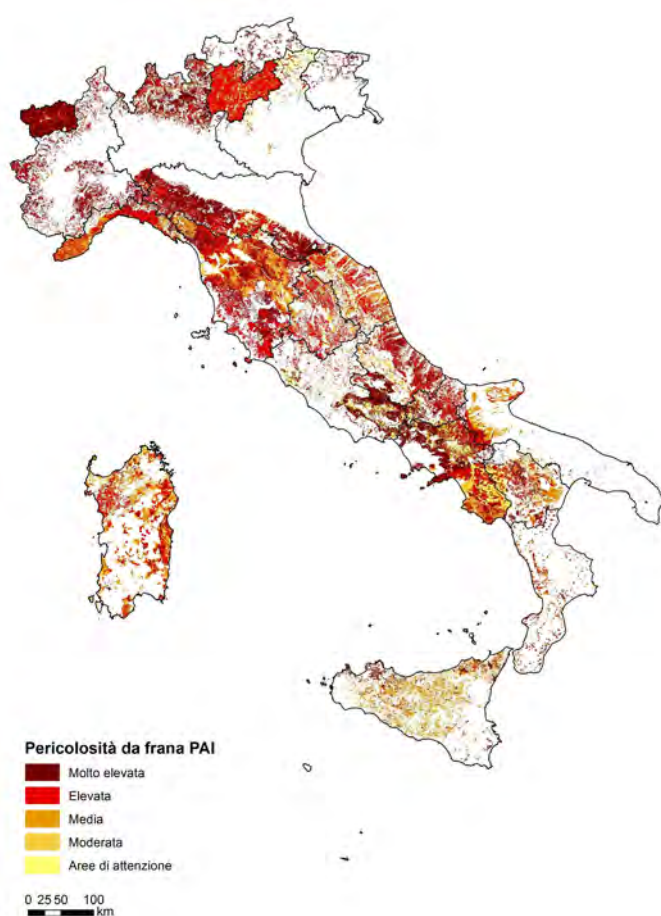 Pericolosità da frana PAI
Molto elevata
Elevata
Media
Moderata
Aree di attenzione
0 25 50 100
km